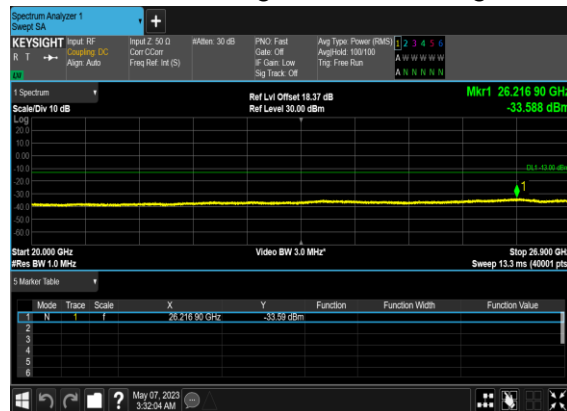 Spectrum Analyzer 1
Swept SA
+
KEYSIGHT Input: RF Input Z: 50 Ω #Atten: 30 dB PNO: Fast Avg Type: Power (RMS) 1 2 3 4 5 6
R T Coupling: DC Corr CCorr Gate: Off Avg|Hold: 100/100 A W W W W W
Align: Auto Freq Ref: Int (S) IF Gain: Low Trig: Free Run
Sig Track: Off A N N N N N
LXI
1 Spectrum Ref Lvl Offset 18.37 dB Mkr1 26.216 90 GHz
Scale/Div 10 dB Ref Level 30.00 dBm -33.588 dBm
Log
20.0
10.0
0.00
-10.0
DL1 -13.00 dBm
-20.0
1
-30.0
-40.0
-50.0
-60.0
Start 20.000 GHz Video BW 3.0 MHz* Stop 26.900 GHz
#Res BW 1.0 MHz Sweep 13.3 ms (40001 pts)
5 Marker Table
Mode Trace Scale X Y Function Function Width Function Value
1 N 1 f 26.216 90 GHz -33.59 dBm
2
3
4
5
6
? May 07, 2023
3:32:04 AM